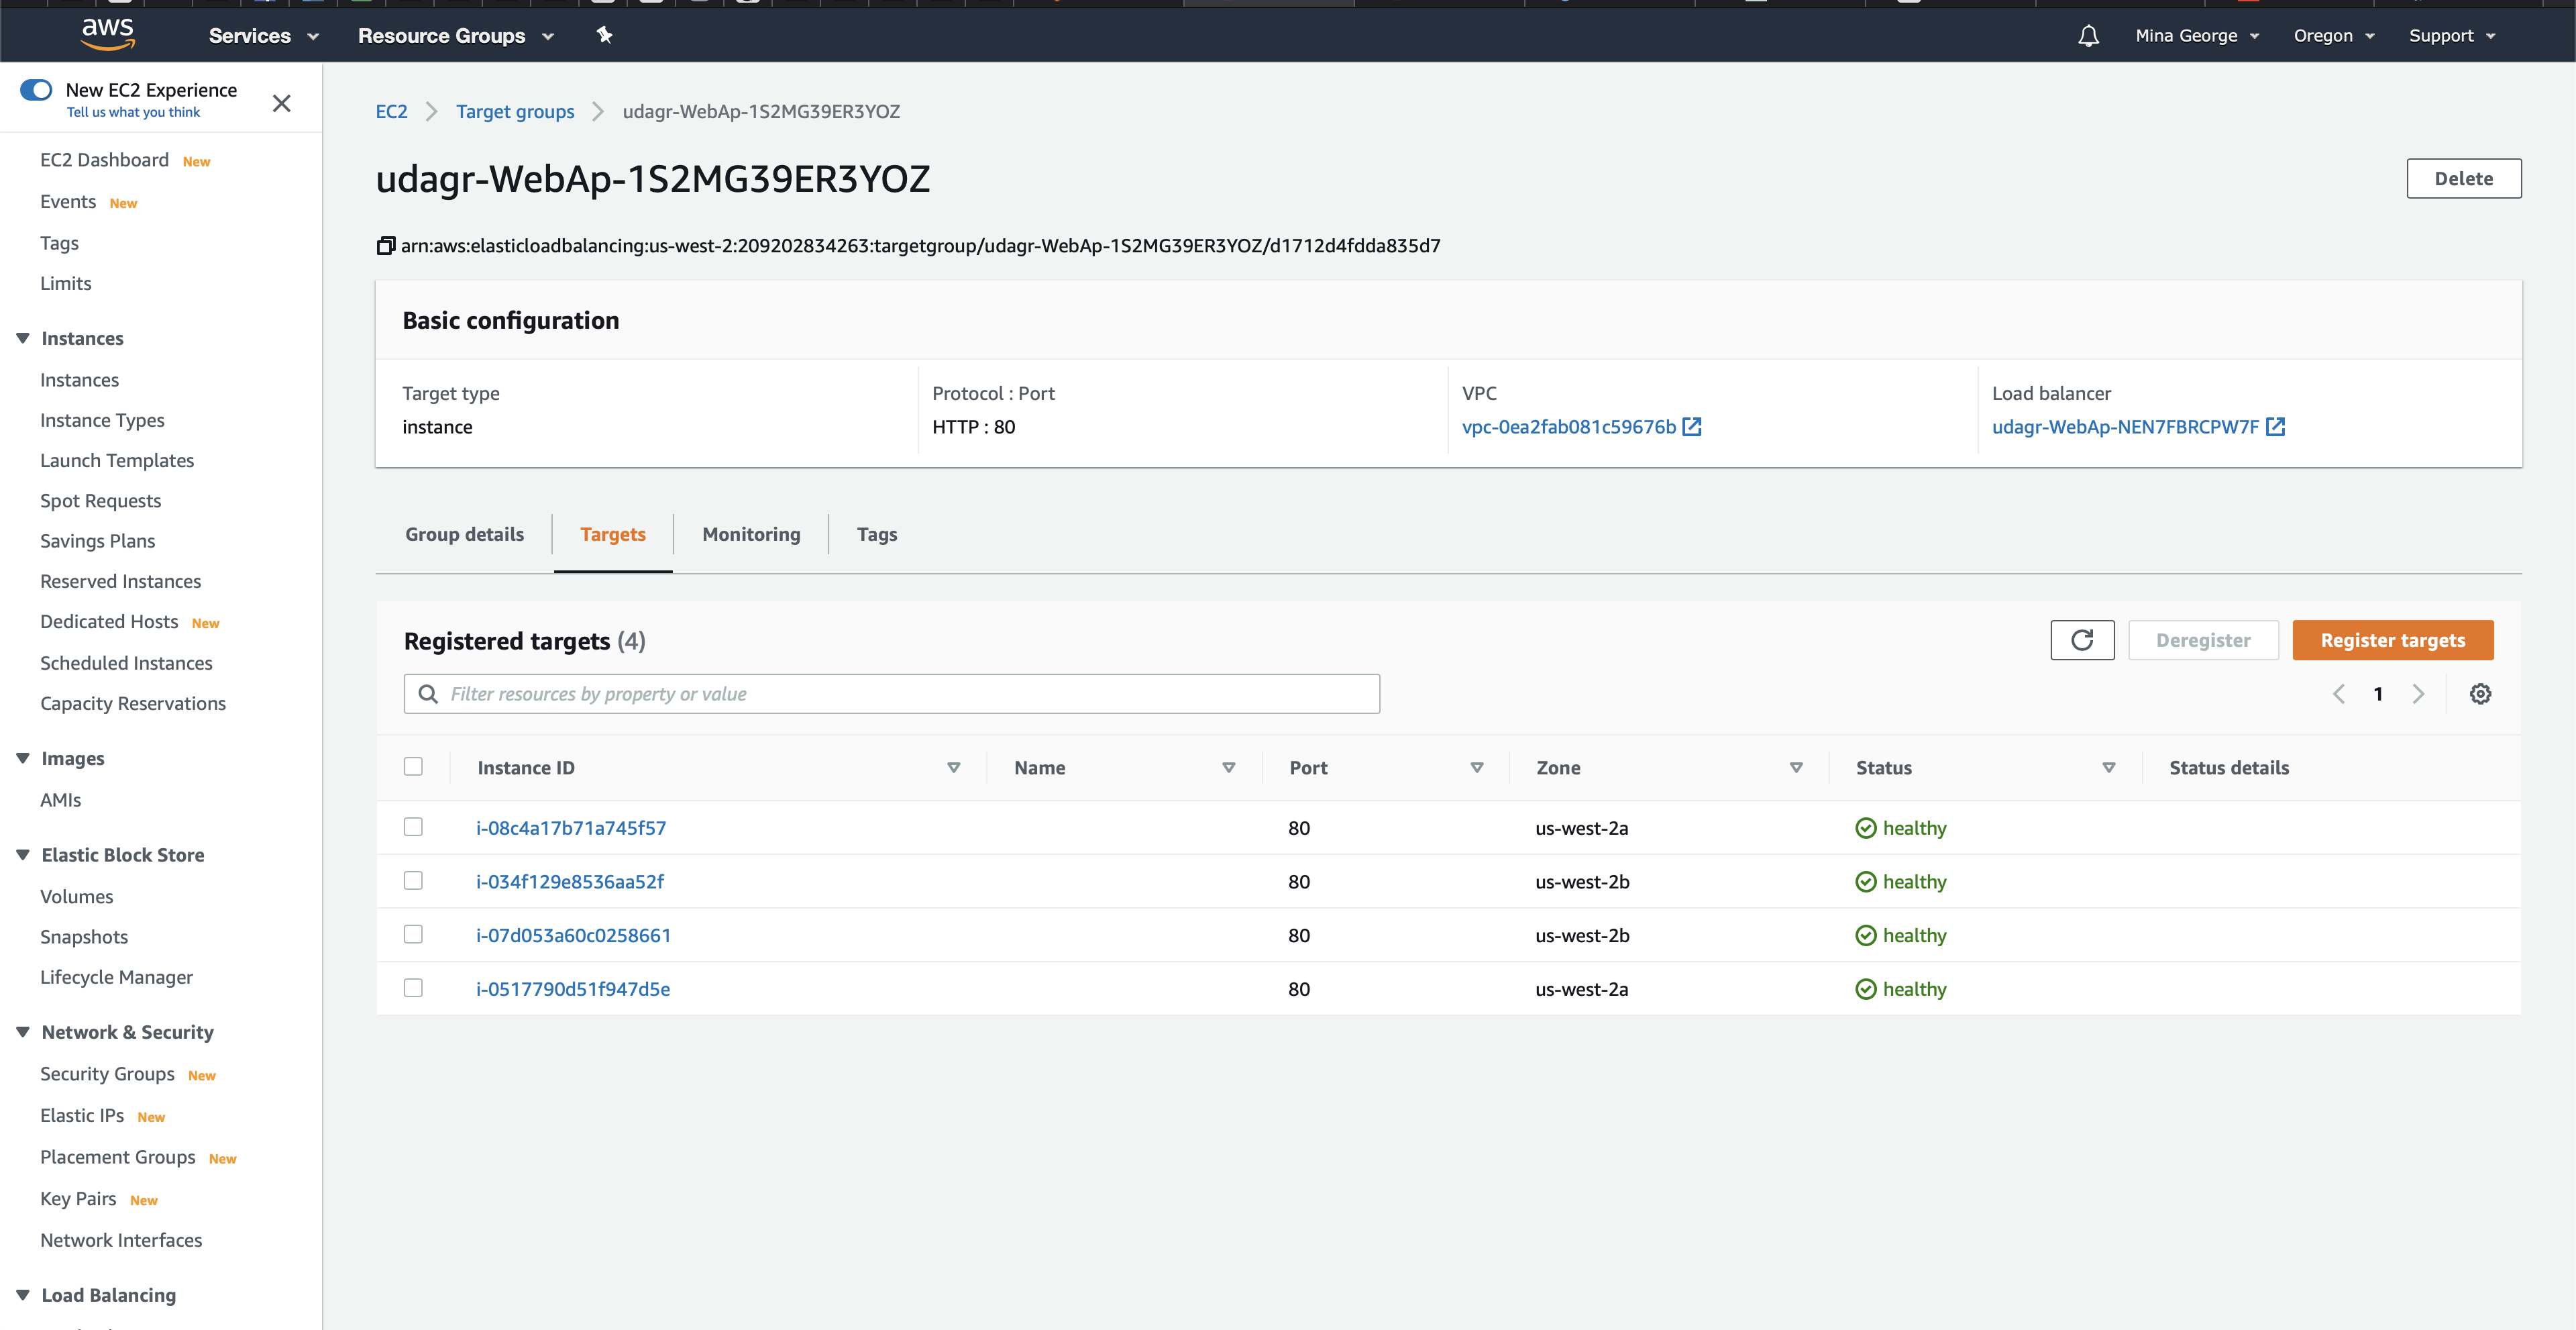 aws Services Resource Groups Mina George Oregon Support
New EC2 Experience
Tell us what you think
EC2 Dashboard New
Events New
Tags
Limits
Instances
Instances
Instance Types
Launch Templates
Spot Requests
Savings Plans
Reserved Instances
Dedicated Hosts New
Scheduled Instances
Capacity Reservations
Images
AMIs
Elastic Block Store
Volumes
Snapshots
Lifecycle Manager
Network & Security
Security Groups New
Elastic IPs New
Placement Groups New
Key Pairs New
Network Interfaces
Load Balancing
EC2 Target groups udagr-WebAp-1S2MG39ER3YOZ
udagr-WebAp-1S2MG39ER3YOZ
Delete
arn:aws:elasticloadbalancing:us-west-2:209202834263:targetgroup/udagr-WebAp-1S2MG39ER3YOZ/d1712d4fdda835d7
Basic configuration
Target type Protocol : Port VPC Load balancer
instance HTTP : 80 vpc-0ea2fab081c59676b udagr-WebAp-NEN7FBRCPW7F
Group details Targets Monitoring Tags
Registered targets (4) Deregister Register targets
Filter resources by property or value 1
Instance ID Name Port Zone Status Status details
i-08c4a17b71a745f57 80 us-west-2a healthy
i-034f129e8536aa52f 80 us-west-2b healthy
i-07d053a60c0258661 80 us-west-2b healthy
i-0517790d51f947d5e 80 us-west-2a healthy